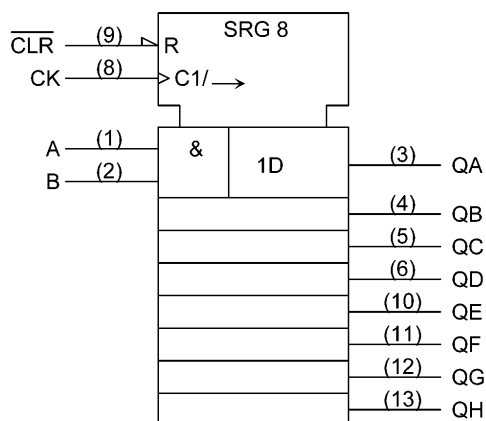 SRG 8
CLR (9) R
CK (8) C1/
A (1) & 1D (3) QA
B (2)
(4) QB
(5) QC
(6) QD
(10) QE
(11) QF
(12) QG
(13) QH